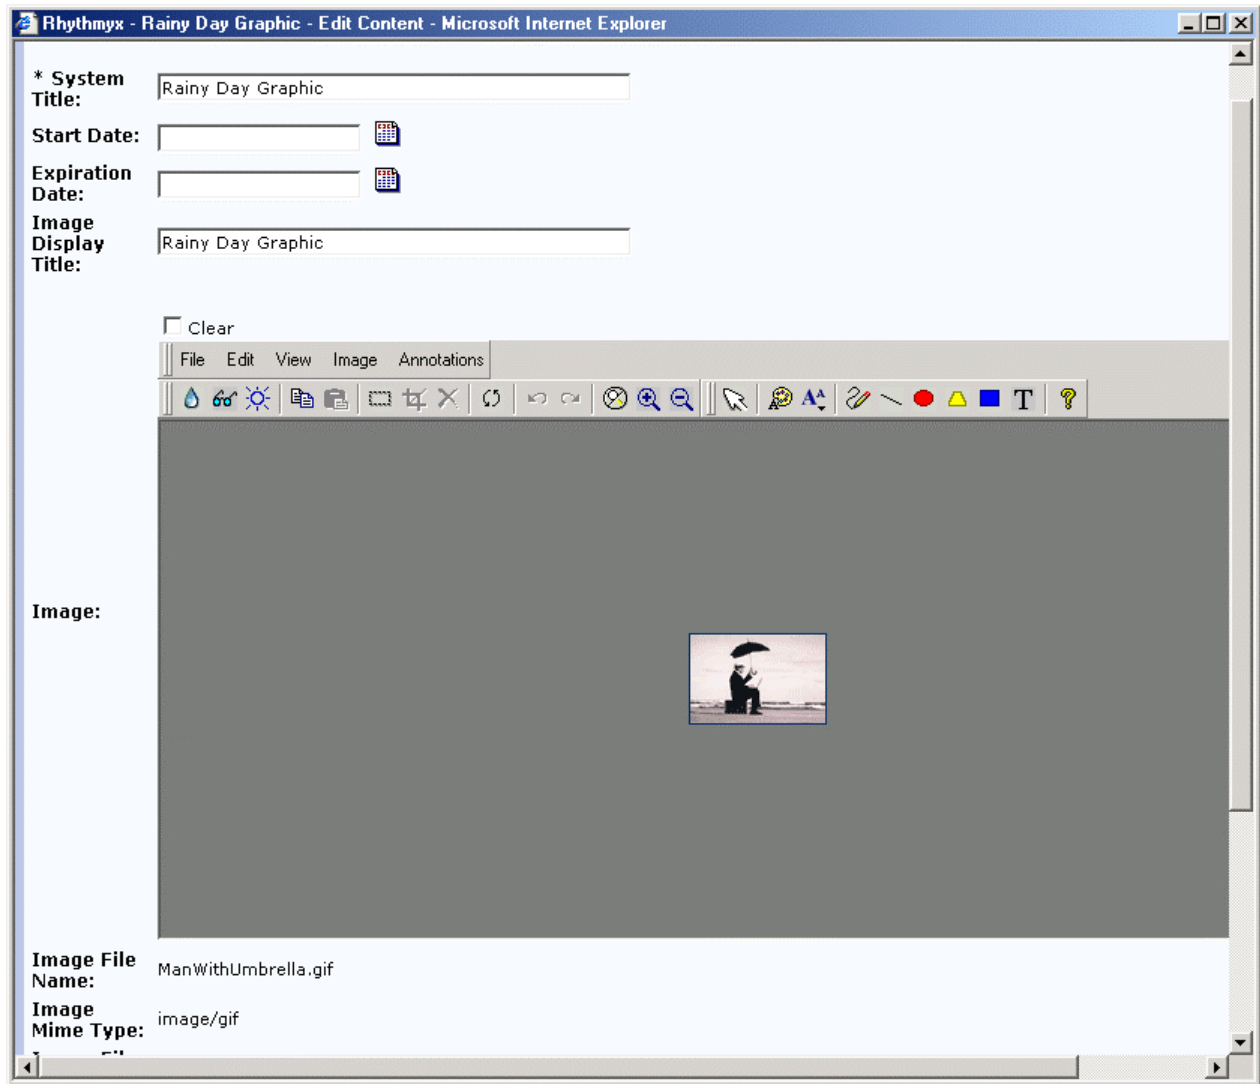 Rhythmyx - Rainy Day Graphic - Edit Content - Microsoft Internet Explorer
* System
Title:
Rainy Day Graphic
Start Date:
Expiration
Date:
Image
Display
Title:
Rainy Day Graphic
Clear
File Edit View Image Annotations
Image:
Image File
Name:
ManWithUmbrella.gif
Image
Mime Type:
image/gif